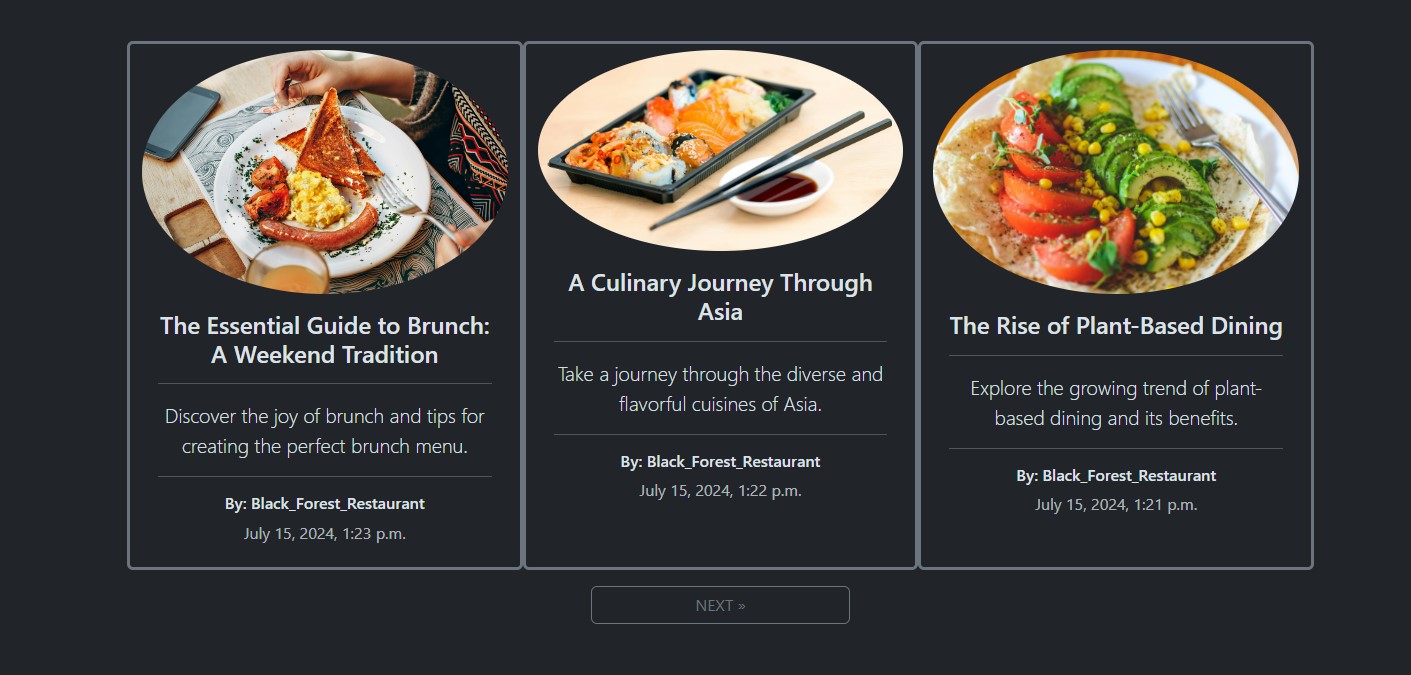 The Essential Guide to Brunch:
A Weekend Tradition
Discover the joy of brunch and tips for
creating the perfect brunch menu.
By: Black_Forest_Restaurant
July 15, 2024, 1:23 p.m.
A Culinary Journey Through
Asia
Take a journey through the diverse and
flavorful cuisines of Asia.
By: Black_Forest_Restaurant
July 15, 2024, 1:22 p.m.
The Rise of Plant-Based Dining
Explore the growing trend of plant-
based dining and its benefits.
By: Black_Forest_Restaurant
July 15, 2024, 1:21 p.m.
NEXT »